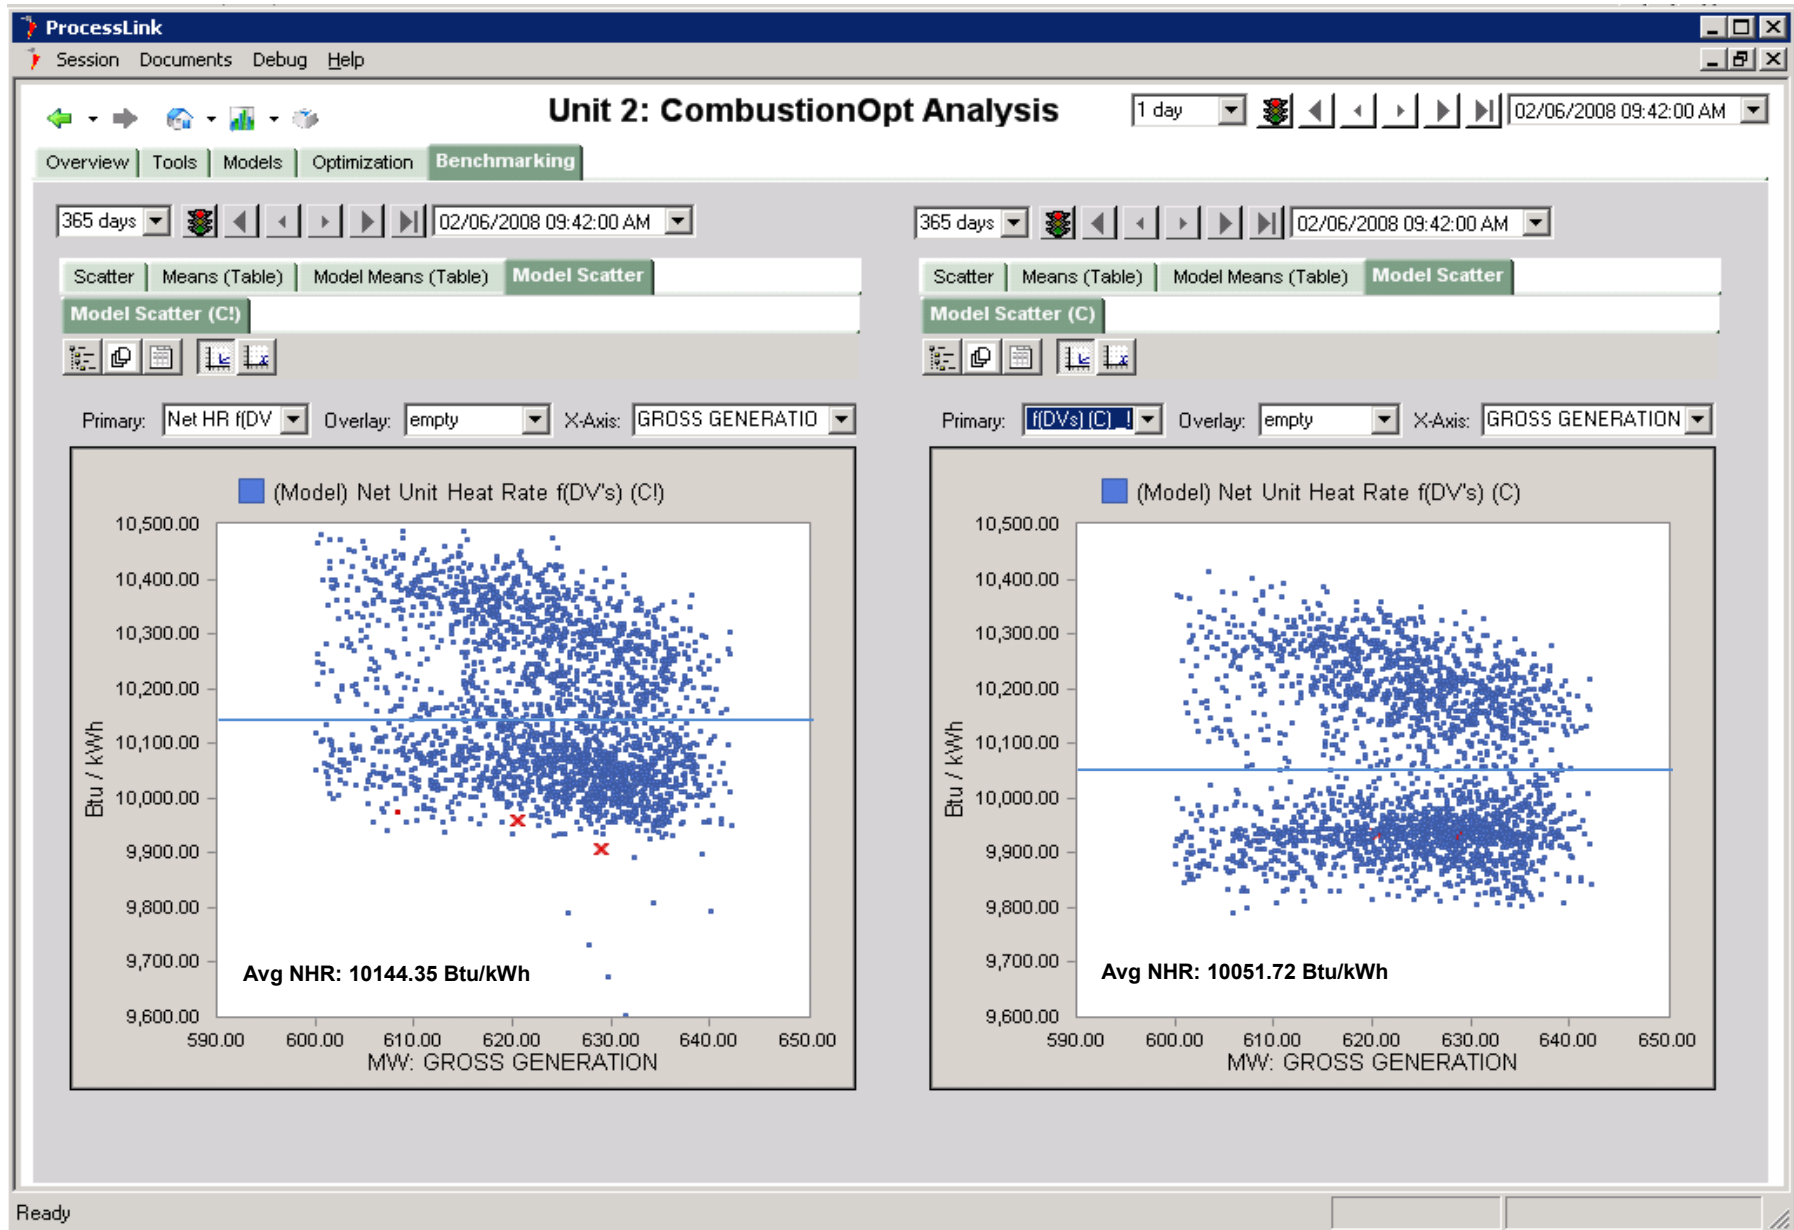 ProcessLink
Session Documents Debug Help
Unit 2: CombustionOpt Analysis
1 day
02/06/2008 09:42:00 AM
Overview Tools Models Optimization Benchmarking
365 days
02/06/2008 09:42:00 AM
Scatter Means (Table) Model Means (Table) Model Scatter
Model Scatter (C!)
Primary: Net HR f(DV Overlay: empty X-Axis: GROSS GENERATIO
(Model) Net Unit Heat Rate f(DV's) (C!)
10,500.00
10,400.00
10,300.00
10,200.00
10,100.00
10,000.00
9,900.00
9,800.00
9,700.00
9,600.00
Btu / kWh
Avg NHR: 10144.35 Btu/kWh
590.00 600.00 610.00 620.00 630.00 640.00 650.00
MW: GROSS GENERATION
365 days
02/06/2008 09:42:00 AM
Scatter Means (Table) Model Means (Table) Model Scatter
Model Scatter (C)
Primary: f(DVs) (C)_! Overlay: empty X-Axis: GROSS GENERATION
(Model) Net Unit Heat Rate f(DV's) (C)
10,500.00
10,400.00
10,300.00
10,200.00
10,100.00
10,000.00
9,900.00
9,800.00
9,700.00
9,600.00
Btu / kWh
Avg NHR: 10051.72 Btu/kWh
590.00 600.00 610.00 620.00 630.00 640.00 650.00
MW: GROSS GENERATION
Ready